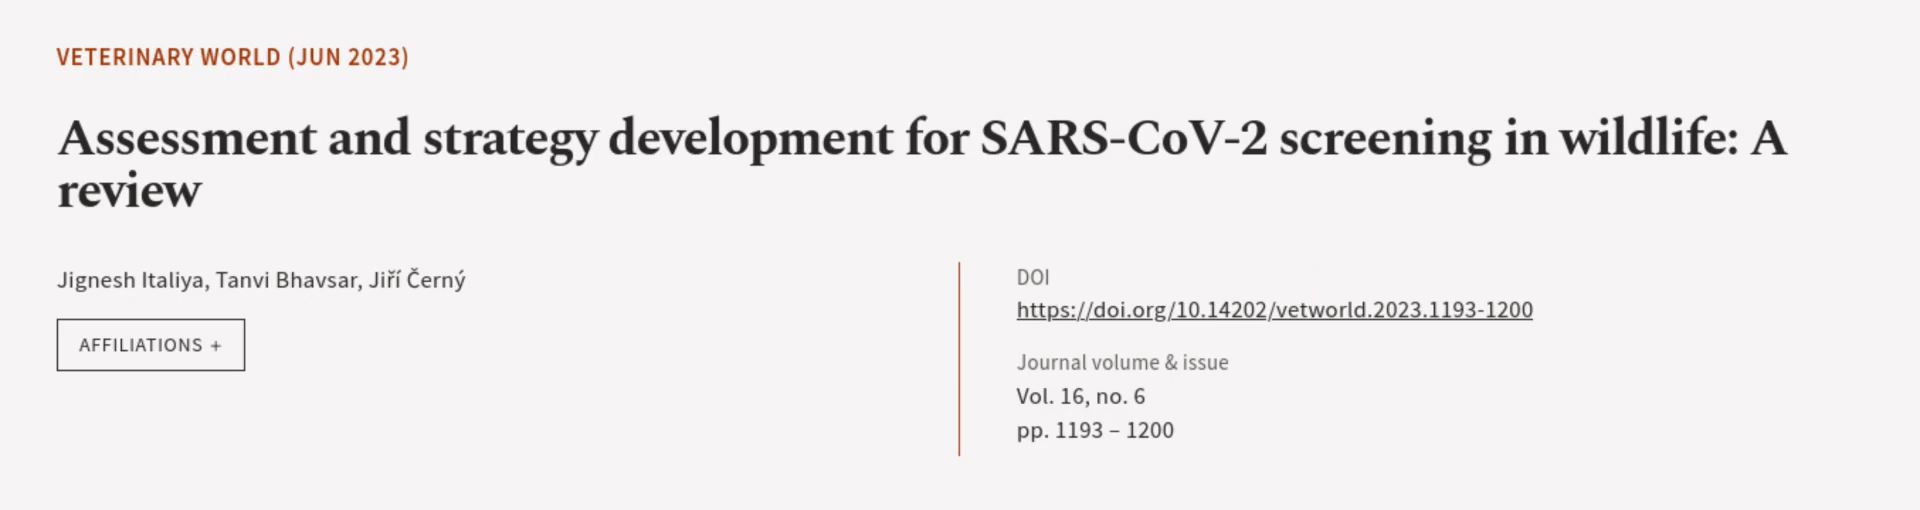 VETERINARY WORLD (JUN 2023)
Assessment and strategy development for SARS-CoV-2 screening in wildlife: A
review
Jignesh Italiya, Tanvi Bhavsar, Jiří Černý
AFFILIATIONS +
DOI
https://doi.org/10.14202/vetworld.2023.1193-1200
Journal volume & issue
Vol. 16, no. 6
pp. 1193 – 1200